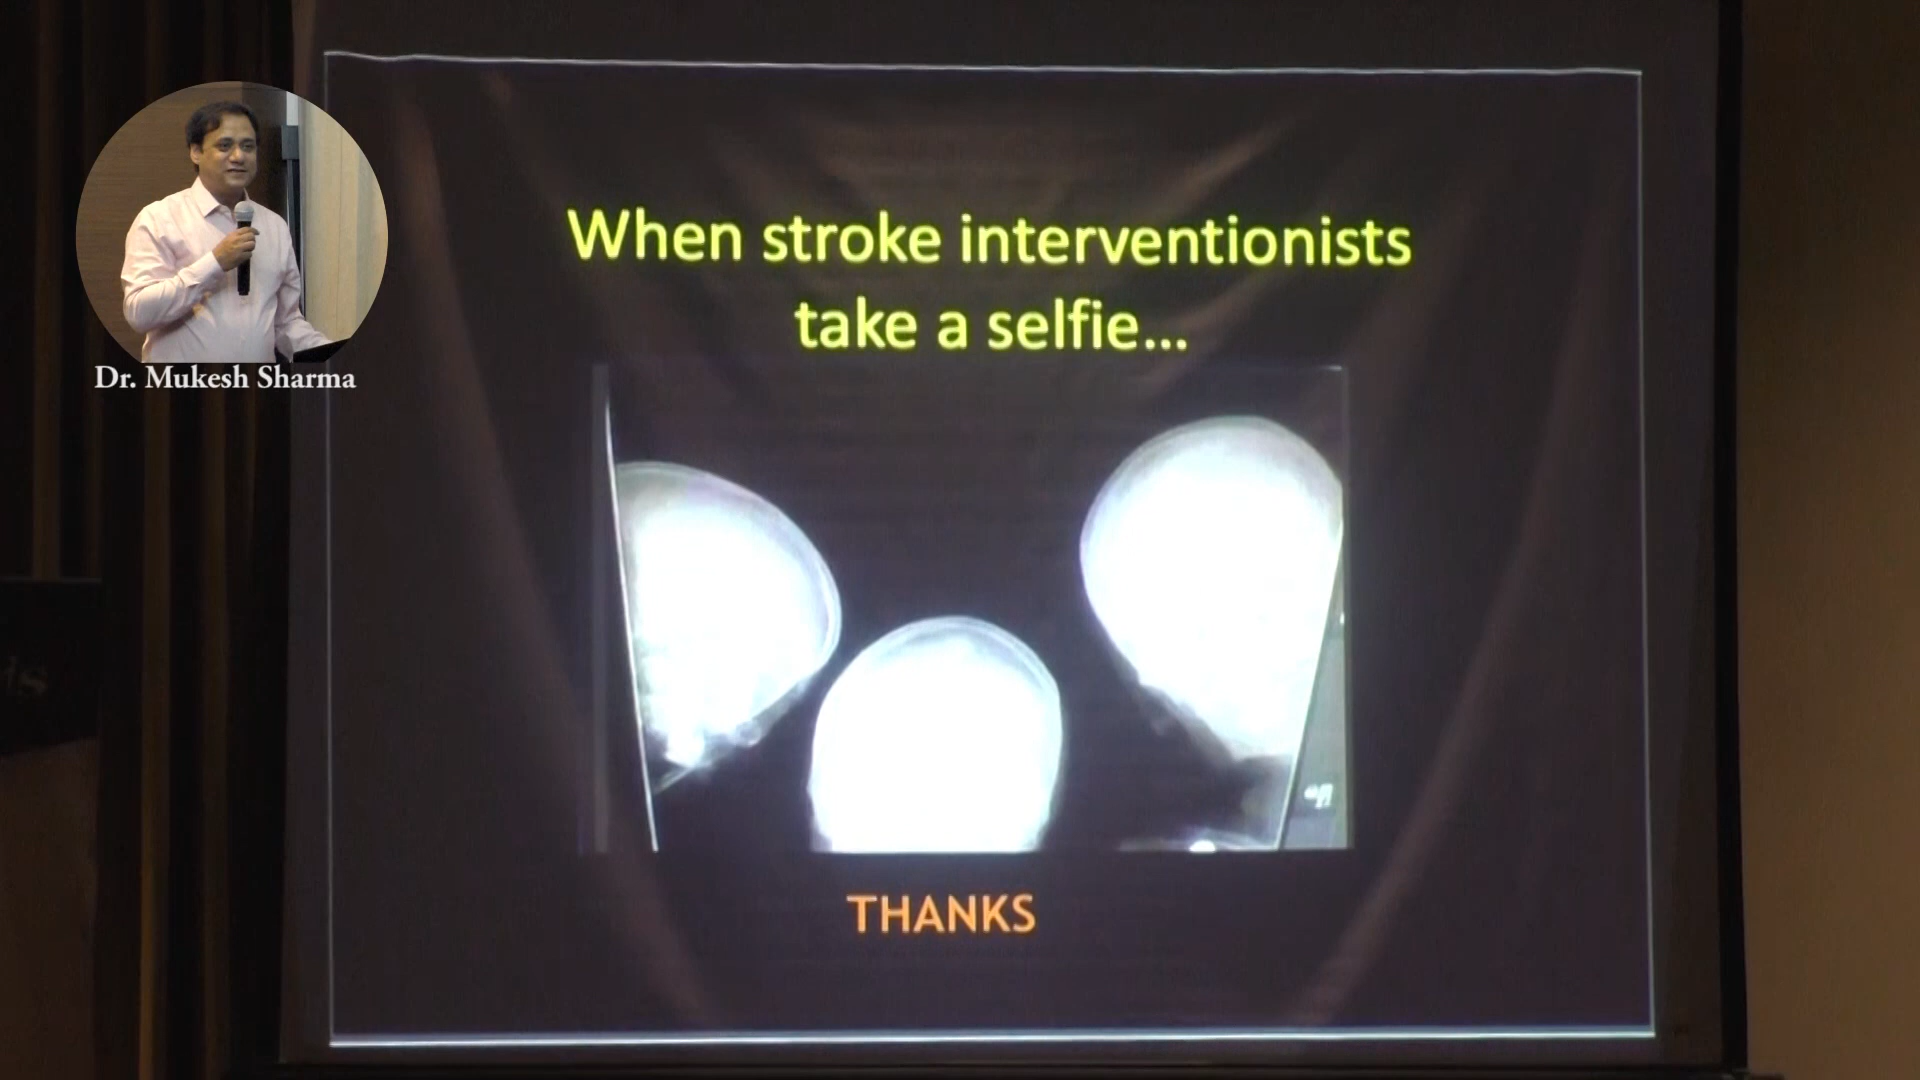 When stroke interventionists
take a selfie...
Dr. Mukesh Sharma
THANKS